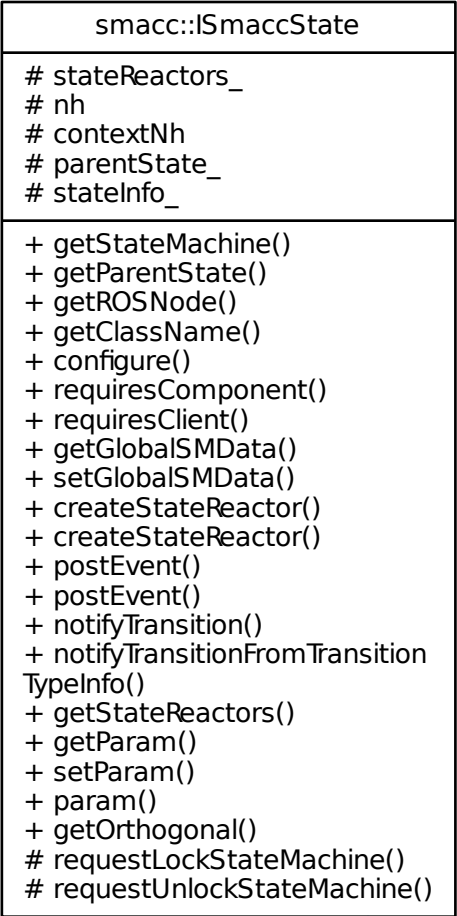 smacc::ISmaccState
# stateReactors_
# nh
# contextNh
# parentState_
# stateInfo_
+ getStateMachine()
+ getParentState()
+ getROSNode()
+ getClassName()
+ configure()
+ requiresComponent()
+ requiresClient()
+ getGlobalSMData()
+ setGlobalSMData()
+ createStateReactor()
+ createStateReactor()
+ postEvent()
+ postEvent()
+ notifyTransition()
+ notifyTransitionFromTransition
TypeInfo()
+ getStateReactors()
+ getParam()
+ setParam()
+ param()
+ getOrthogonal()
# requestLockStateMachine()
# requestUnlockStateMachine()